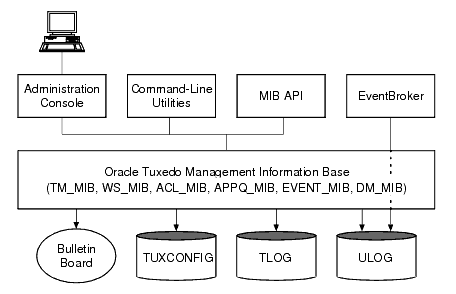 Administration
Console
Command-Line
Utilities
MIB API
EventBroker
Oracle Tuxedo Management Information Base
(TM_MIB, WS_MIB, ACL_MIB, APPQ_MIB, EVENT_MIB, DM_MIB)
Bulletin
Board
TUXCONFIG
TLOG
ULOG